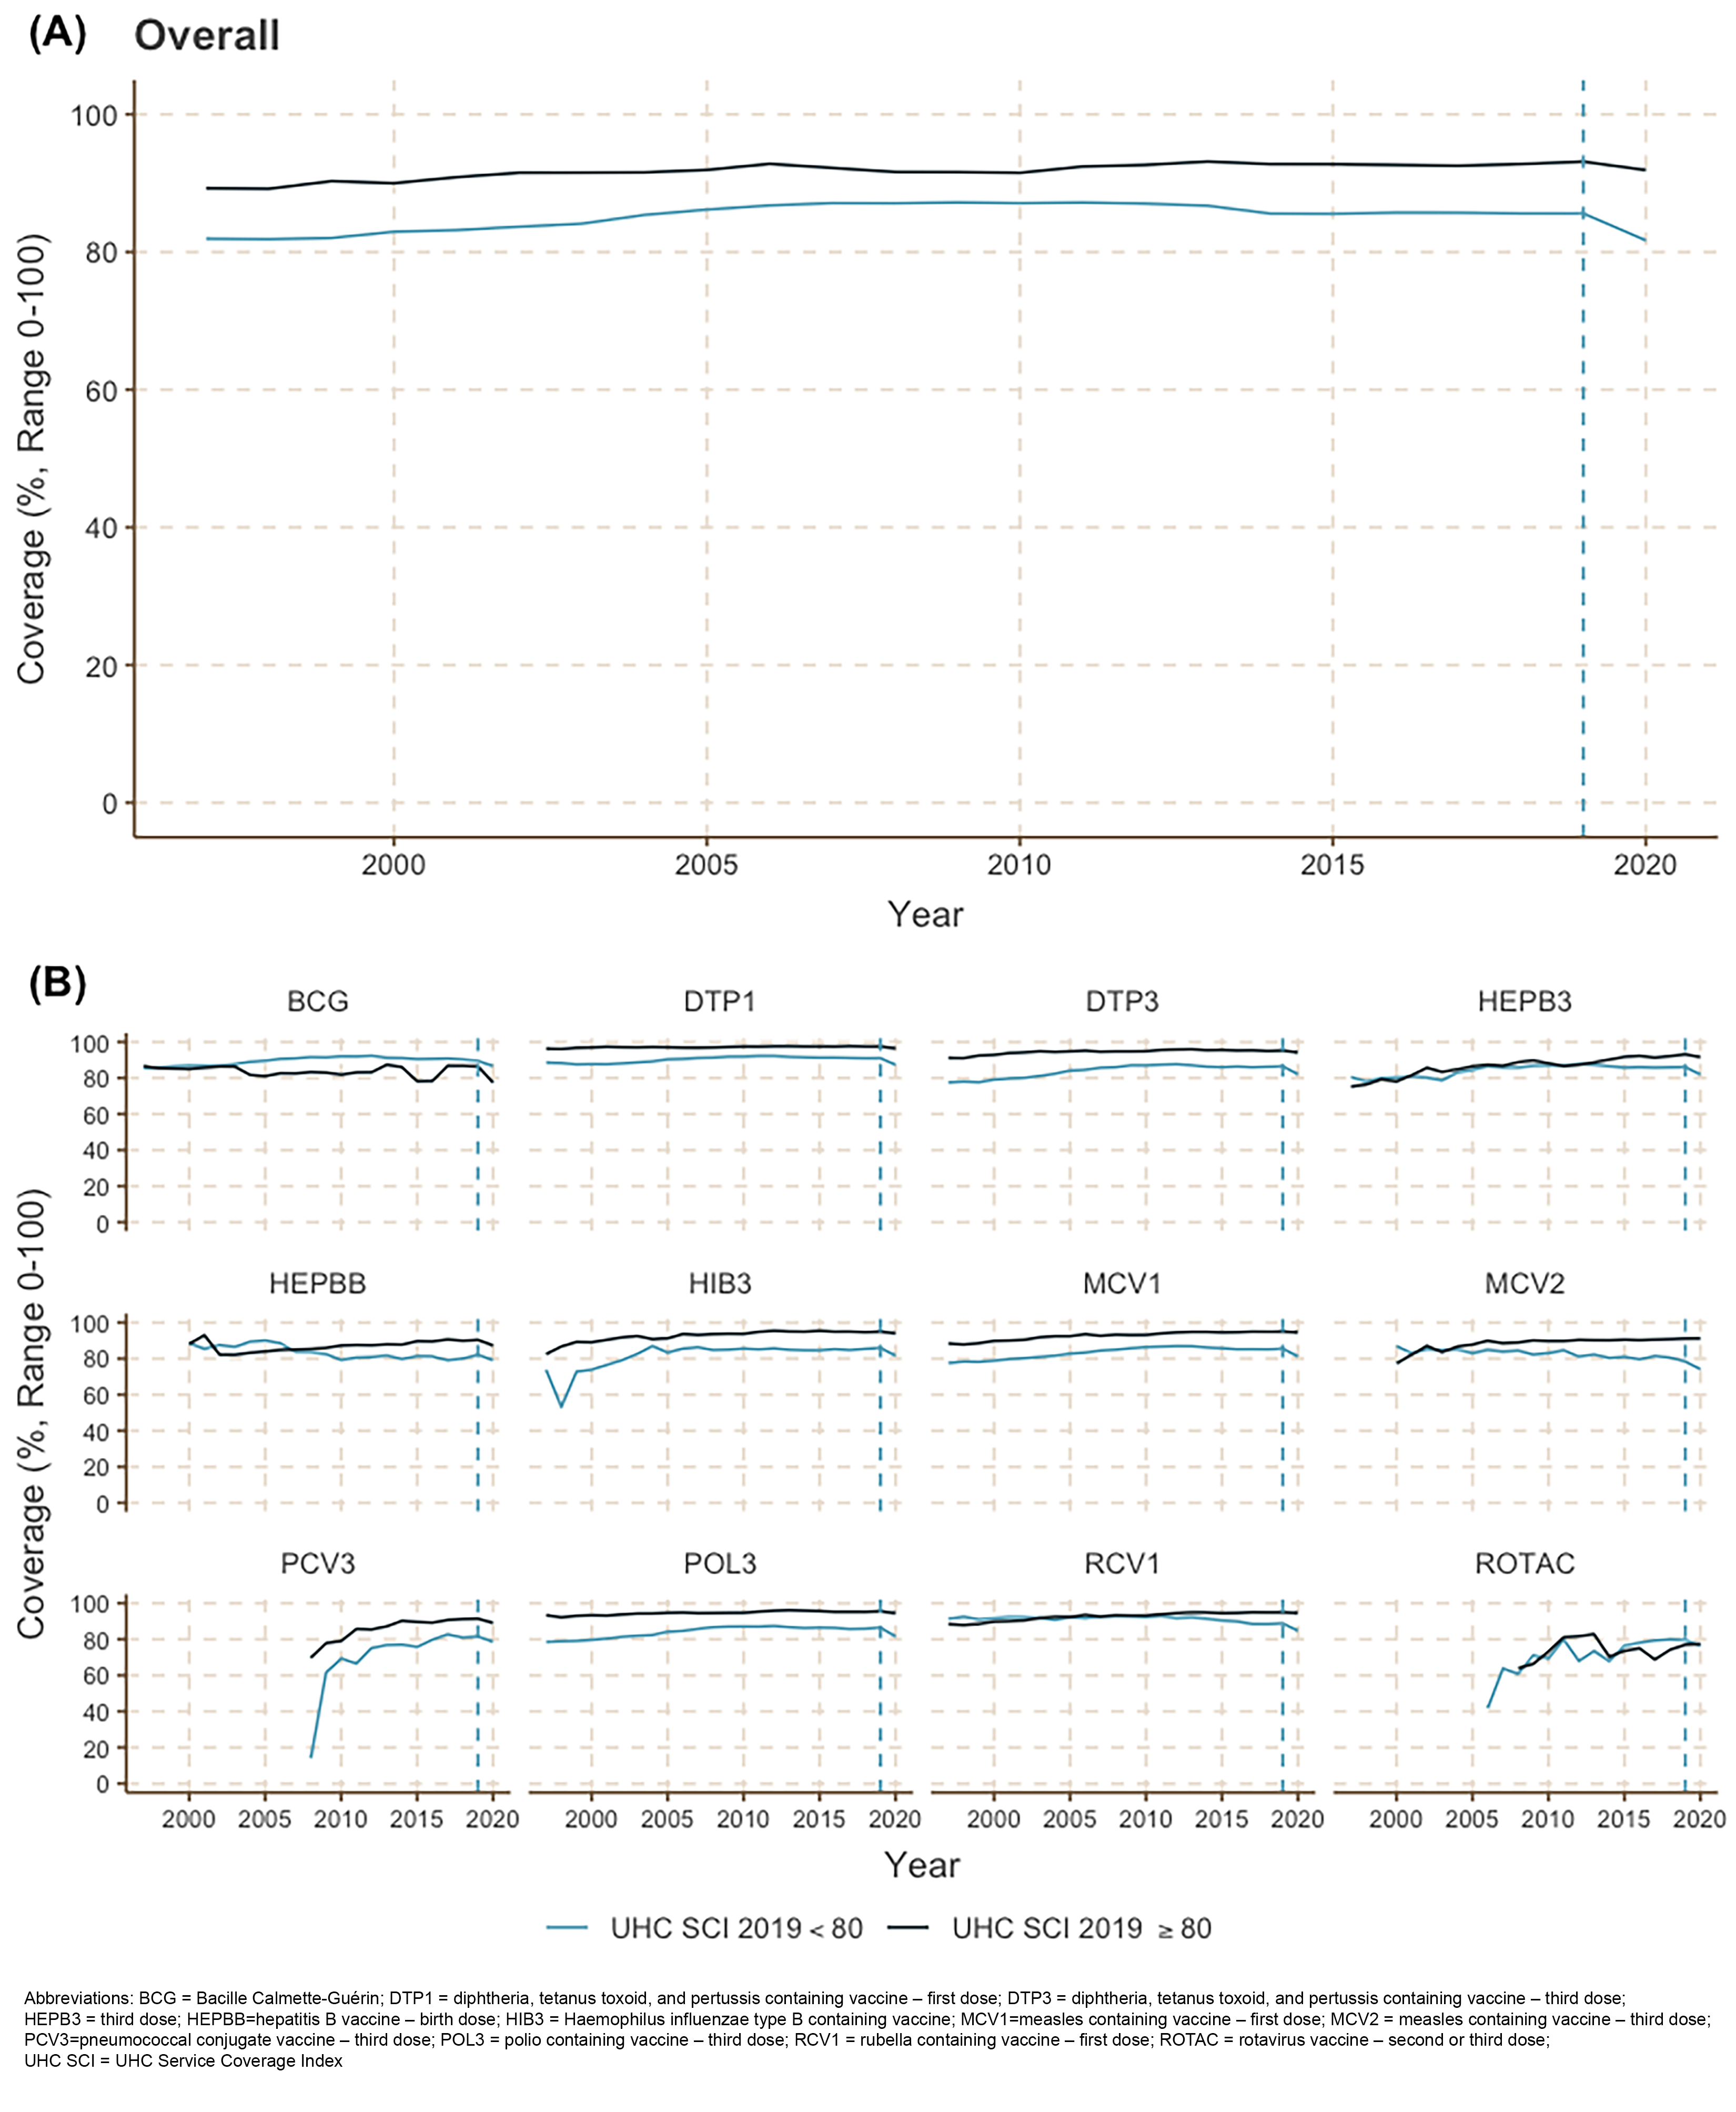 (A) Overall
100
80
60
40
20
0
Coverage (%, Range 0-100)
2000 2005 2010 2015 2020
Year
(B)
BCG DTP1 DTP3 HEPB3
100
80
60
40
20
0
HEPBB HIB3 MCV1 MCV2
100
80
60
40
20
0
PCV3 POL3 RCV1 ROTAC
100
80
60
40
20
0
Coverage (%, Range 0-100)
2000 2005 2010 2015 2020 2000 2005 2010 2015 2020 2000 2005 2010 2015 2020 2000 2005 2010 2015 2020
Year
UHC SCI 2019 < 80 UHC SCI 2019 ≥ 80
Abbreviations: BCG = Bacille Calmette-Guérin; DTP1 = diphtheria, tetanus toxoid, and pertussis containing vaccine – first dose; DTP3 = diphtheria, tetanus toxoid, and pertussis containing vaccine – third dose;
HEPB3 = third dose; HEPBB=hepatitis B vaccine – birth dose; HIB3 = Haemophilus influenzae type B containing vaccine; MCV1=measles containing vaccine – first dose; MCV2 = measles containing vaccine – third dose;
PCV3=pneumococcal conjugate vaccine – third dose; POL3 = polio containing vaccine – third dose; RCV1 = rubella containing vaccine – first dose; ROTAC = rotavirus vaccine – second or third dose;
UHC SCI = UHC Service Coverage Index